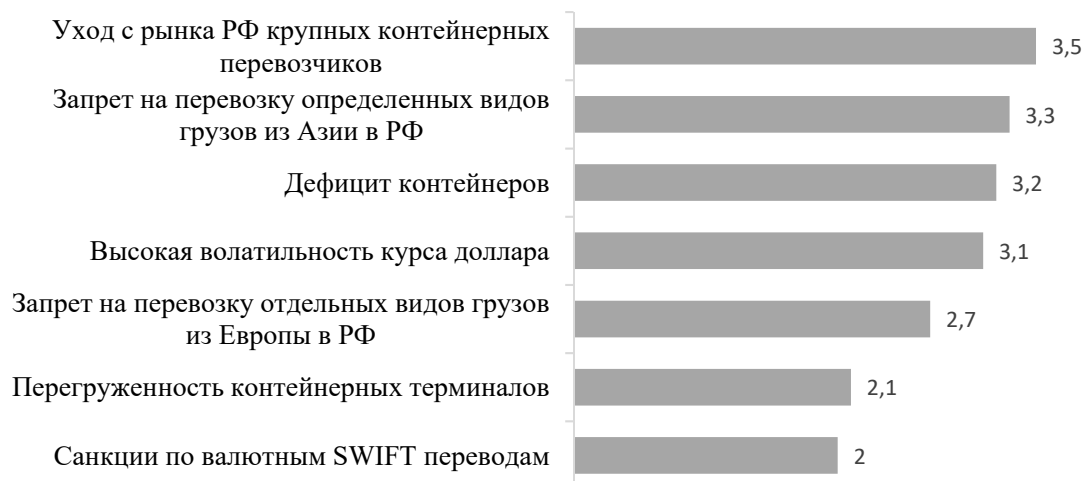 Уход с рынка РФ крупных контейнерных
перевозчиков
3,5
Запрет на перевозку определенных видов
грузов из Азии в РФ
3,3
Дефицит контейнеров
3,2
Высокая волатильность курса доллара
3,1
Запрет на перевозку отдельных видов грузов
из Европы в РФ
2,7
Перегруженность контейнерных терминалов
2,1
Санкции по валютным SWIFT переводам
2